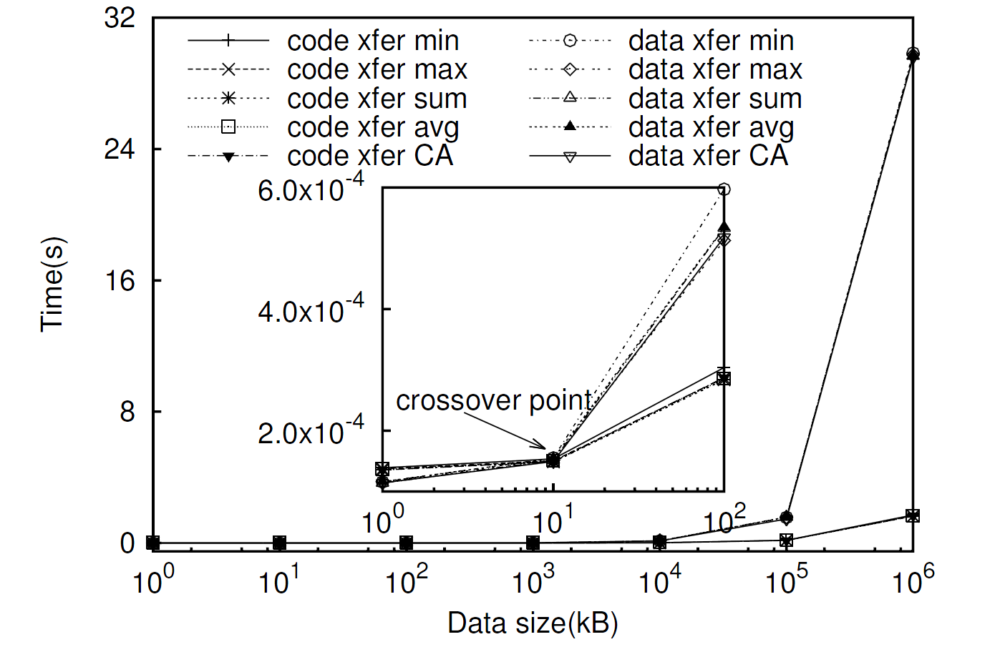 32
code xfer min
data xfer min
code xfer max
data xfer max
code xfer sum
data xfer sum
code xfer avg
data xfer avg
24
code xfer CA
data xfer CA
6.0x10^-4
Time(s)
16
4.0x10^-4
crossover point
8
2.0x10^-4
10^0 10^1 10^2
0
10^0 10^1 10^2 10^3 10^4 10^5 10^6
Data size(kB)